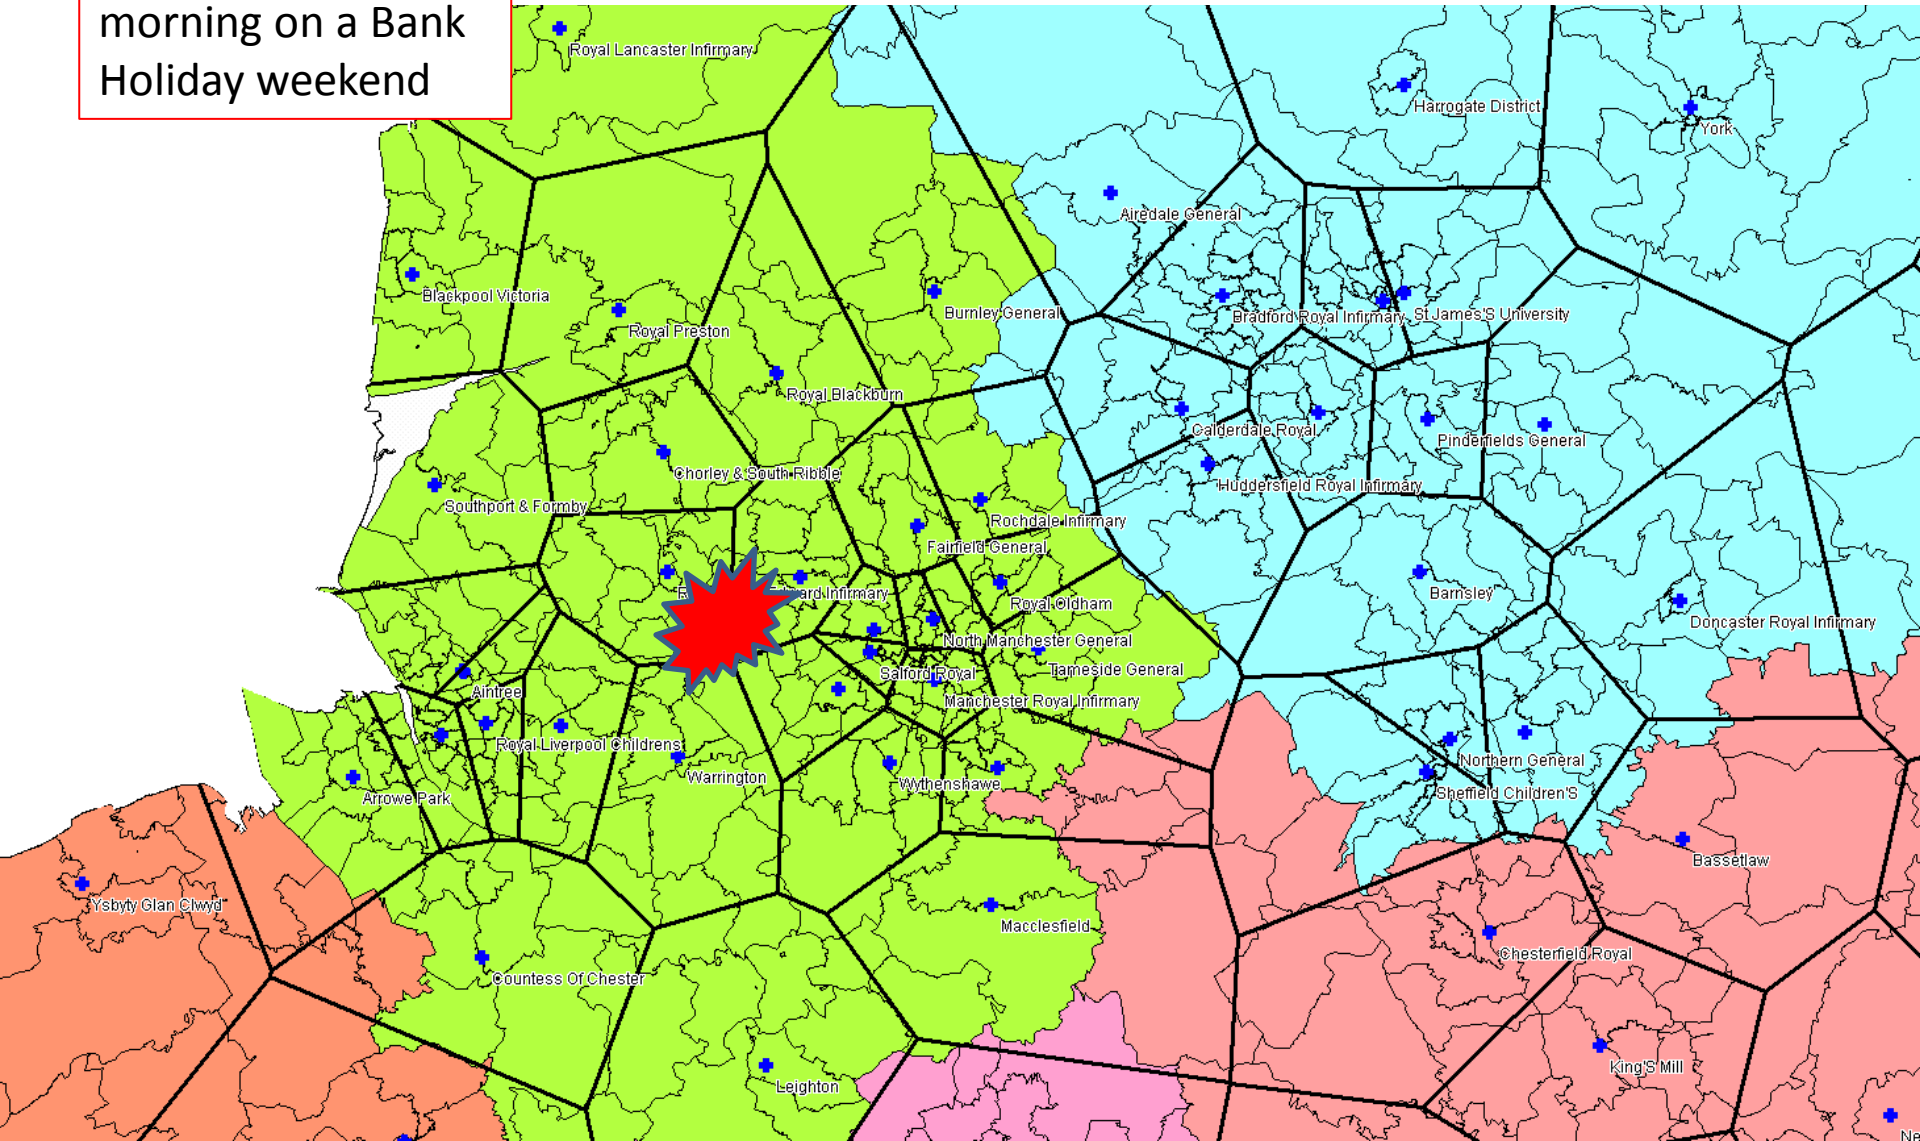 morning on a Bank
Holiday weekend
Royal Lancaster Infirmary
Harrogate District
York
Airedale General
Blackpool Victoria
Burnley General
Bradford Royal Infirmary
St James'S University
Royal Preston
Royal Blackburn
Calderdale Royal
Pinderfields General
Chorley & South Ribble
Huddersfield Royal Infirmary
Southport & Formby
Rochdale Infirmary
Fairfield General
Infirmary
Barnsley
Royal Oldham
Doncaster Royal Infirmary
North Manchester General
Tameside General
Salford Royal
Aintree
Manchester Royal Infirmary
Royal Liverpool Childrens
Northern General
Warrington
Wythenshawe
Sheffield Children'S
Arrowe Park
Bassetlaw
Ysbyty Glan Clwyd
Macclesfield
Chesterfield Royal
Countess Of Chester
King'S Mill
Leighton